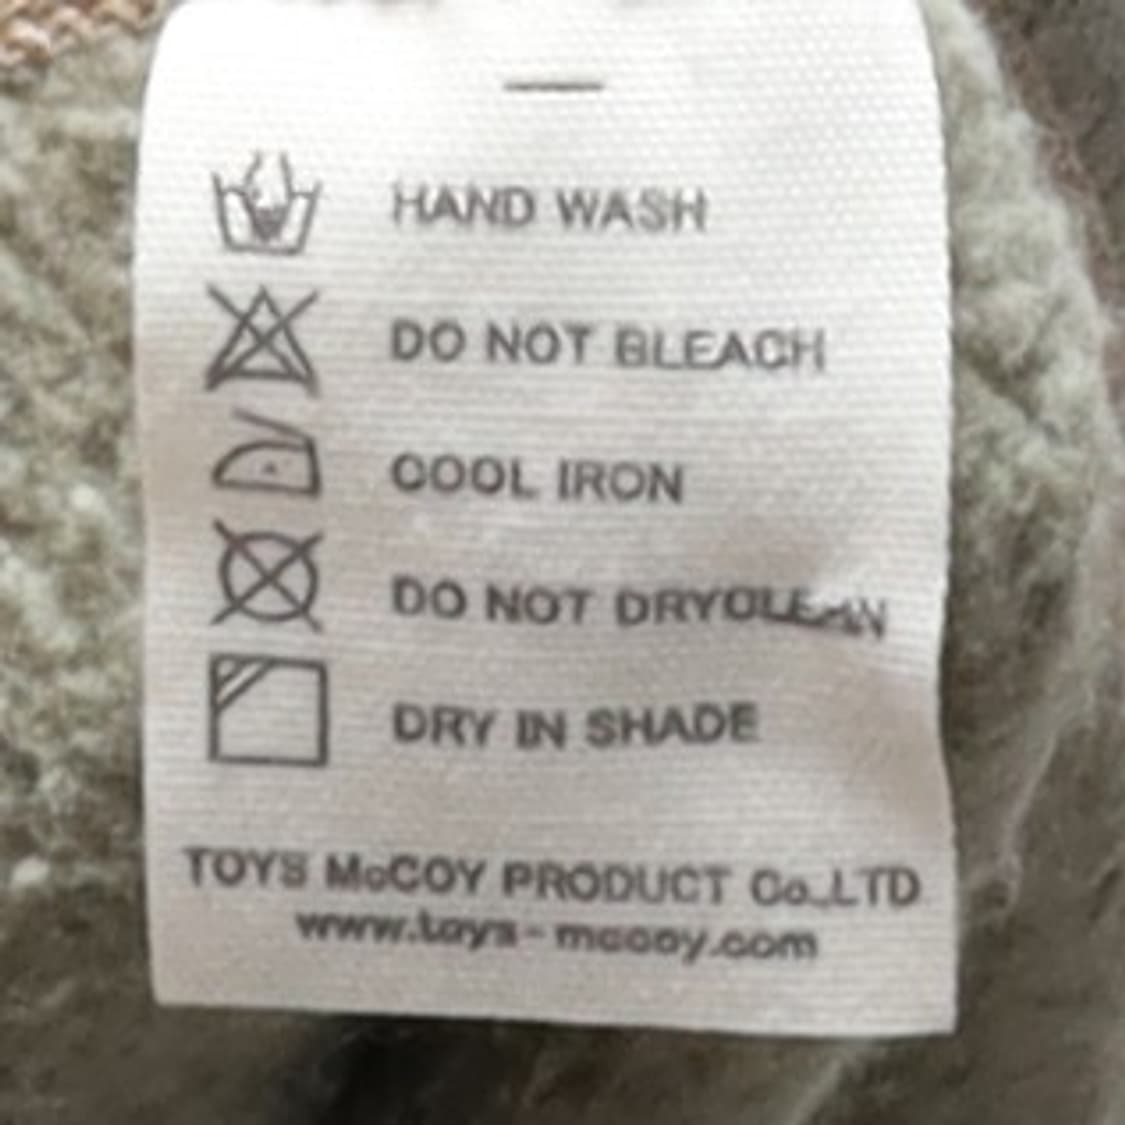 HAND WASH
DO NOT BLEACH
COOL IRON
DO NOT DRYCLEAN
DRY IN SHADE
TOYS McCOY PRODUCT Co.,LTD
www.toys-mccoy.com